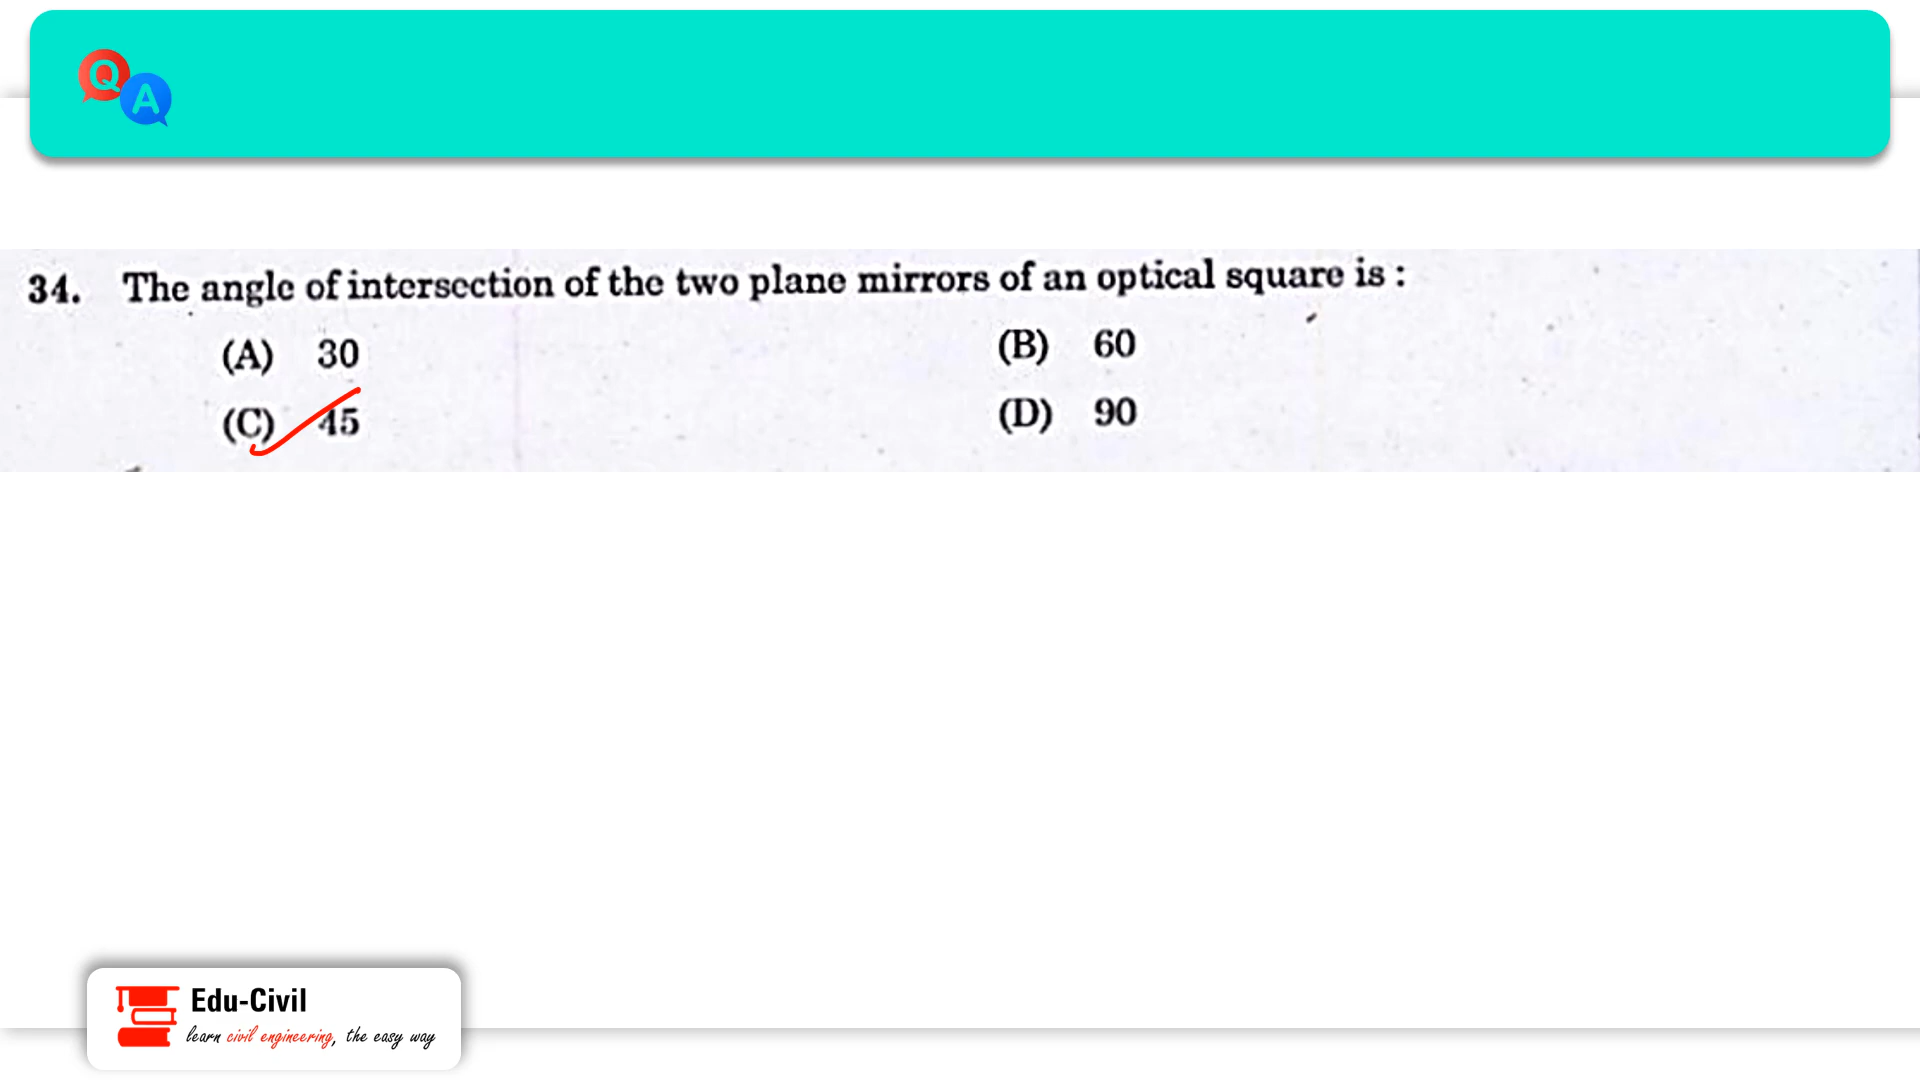 Q
A
34. The angle of intersection of the two plane mirrors of an optical square is :
(A) 30 (B) 60
(C) 45 (D) 90
Edu-Civil
learn civil engineering, the easy way